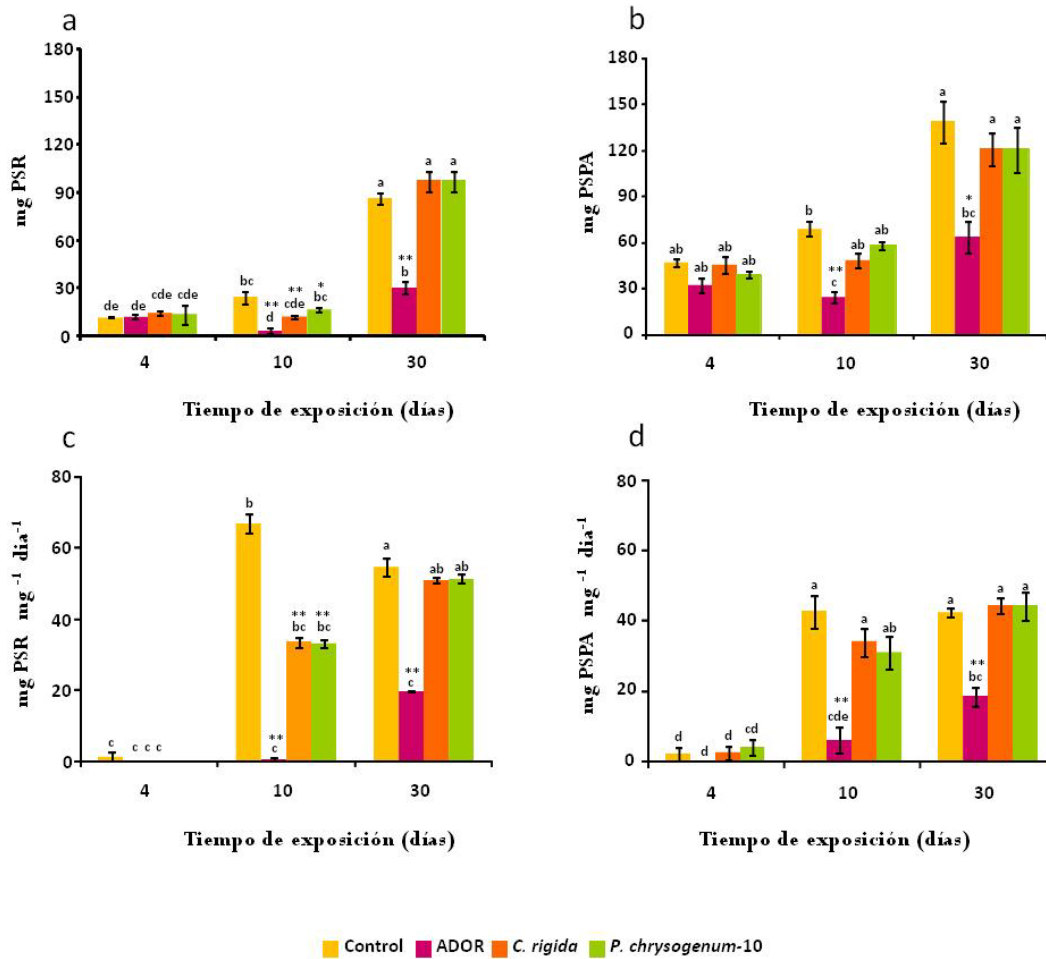 a
180
150
120
90
60
30
0
mg PSR
de de cde cde
bc
**
d
**
cde
*
bc
a
**
b
a
a
4 10 30
Tiempo de exposición (días)
b
180
150
120
90
60
30
0
mg PSPA
ab ab ab ab
b
**
c
ab
ab
a
*
bc
a
a
4 10 30
Tiempo de exposición (días)
c
80
60
40
20
0
mg PSR mg -1 dia-1
c c c c
b
**
c
**
bc
**
bc
a
**
c
ab
ab
4 10 30
Tiempo de exposición (días)
d
80
60
40
20
0
mg PSPA mg -1 dia-1
d d d cd
a
**
cde
a
ab
a
**
bc
a
a
4 10 30
Tiempo de exposición (días)
Control ADOR C. rigida P. chrysogenum-10